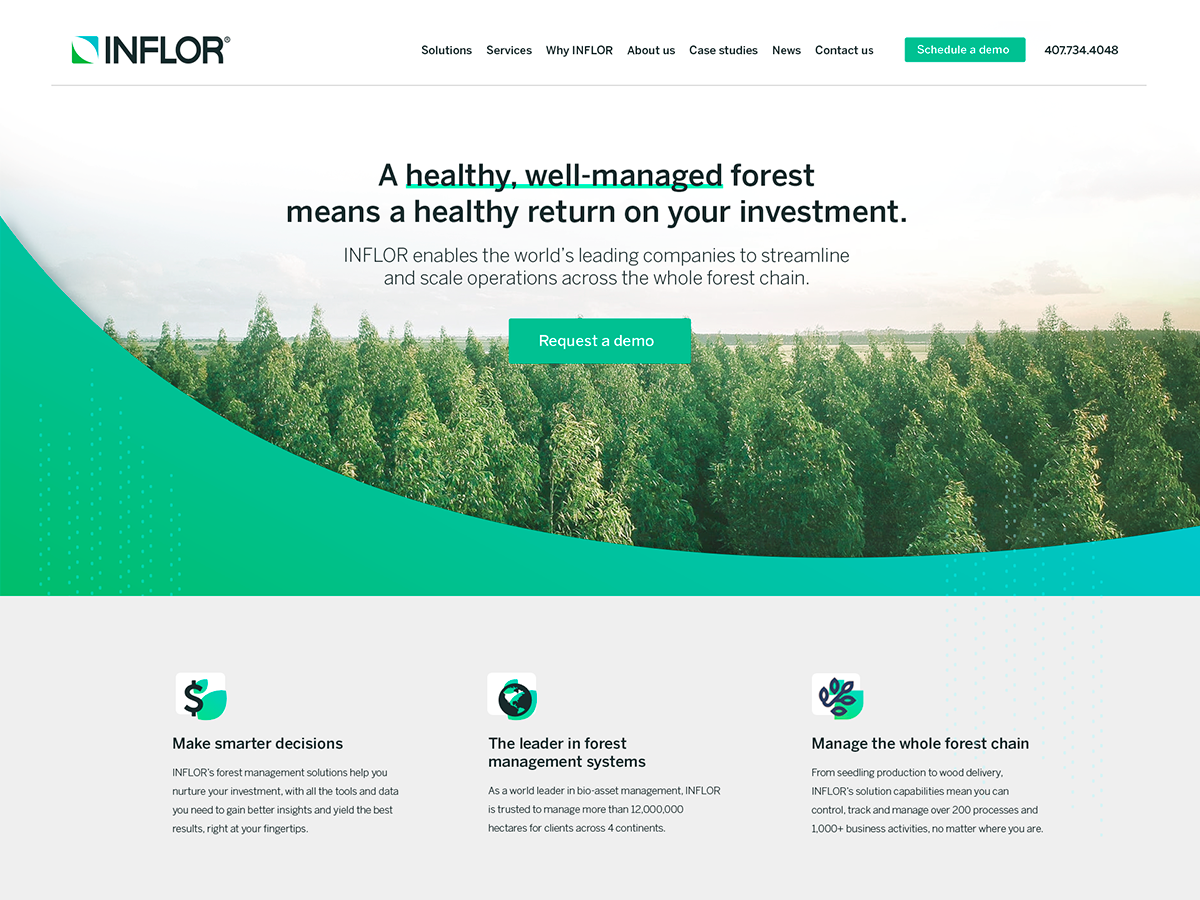 INFLOR®
Solutions Services Why INFLOR About us Case studies News Contact us Schedule a demo 407.734.4048
A healthy, well-managed forest
means a healthy return on your investment.
INFLOR enables the world's leading companies to streamline
and scale operations across the whole forest chain.
Request a demo
$
Make smarter decisions
INFLOR's forest management solutions help you
nurture your investment, with all the tools and data
you need to gain better insights and yield the best
results, right at your fingertips.
The leader in forest
management systems
As a world leader in bio-asset management, INFLOR
is trusted to manage more than 12,000,000
hectares for clients across 4 continents.
Manage the whole forest chain
From seedling production to wood delivery,
INFLOR's solution capabilities mean you can
control, track and manage over 200 processes and
1,000+ business activities, no matter where you are.